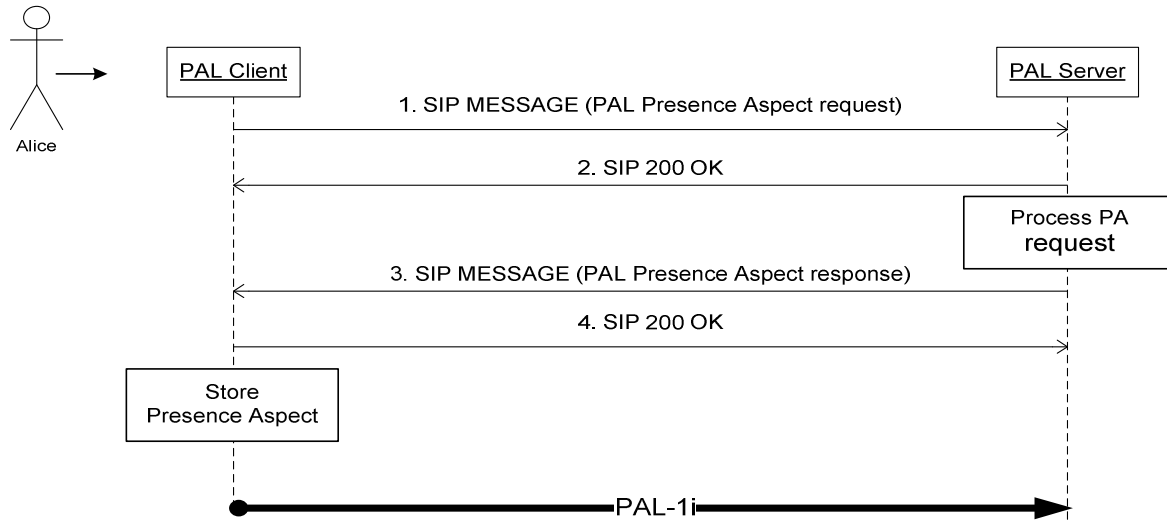 PAL Client
PAL Server
1. SIP MESSAGE (PAL Presence Aspect request)
Alice
2. SIP 200 OK
Process PA
request
3. SIP MESSAGE (PAL Presence Aspect response)
4. SIP 200 OK
Store
Presence Aspect
PAL-1i